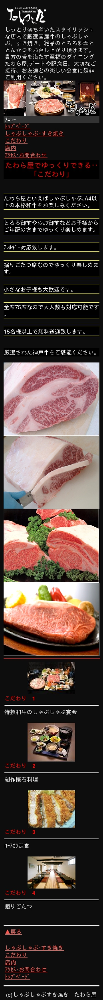 しゃぶしゃぶすき焼き
たわらや
TAWARAYA
しっとり落ち着いたスタイリッシュ
な店内で厳選国産牛のしゃぶしゃ
ぶ、すき焼き、絶品のとろろ料理と
とんかつをお召し上がり頂けます。
貴方の舌を満たす至福のダイニング
たわら屋,デートや記念日、大切なご
接待、お友達との楽しい会食に是非
ご利用ください。
ﾒﾆｭｰ
ﾄｯﾌﾟﾍﾟｰｼﾞ
しゃぶしゃぶ･すき焼き
こだわり
店内
ｱｸｾｽ･お問合わせ
たわら屋でゆっくりできる‥
「こだわり」
たわら屋といえばしゃぶしゃぶ､A4以
上の本格和牛をお楽しみください。
とろろ御前やﾄﾝｶﾂ御前などお子様から
ご年配の方までゆっくり楽しめます。
ｱﾚﾙｷﾞｰ対応致します。
掘りごたつ席なのでゆっくり楽しめま
す。
小さなお子様も大歓迎です。
全席75席なので大人数も対応可能です
。
15名様以上で無料送迎致します。
厳選された神戸牛をご堪能ください。
こだわり　1
特撰和牛のしゃぶしゃぶ宴会
こだわり　2
創作懐石料理
こだわり　3
ﾛｰｽｶﾂ定食
こだわり　4
掘りごたつ
▲戻る
しゃぶしゃぶ･すき焼き
こだわり
店内
ｱｸｾｽ･お問合わせ
ﾄｯﾌﾟﾍﾟｰｼﾞ
(c)しゃぶしゃぶすき焼き　たわら屋